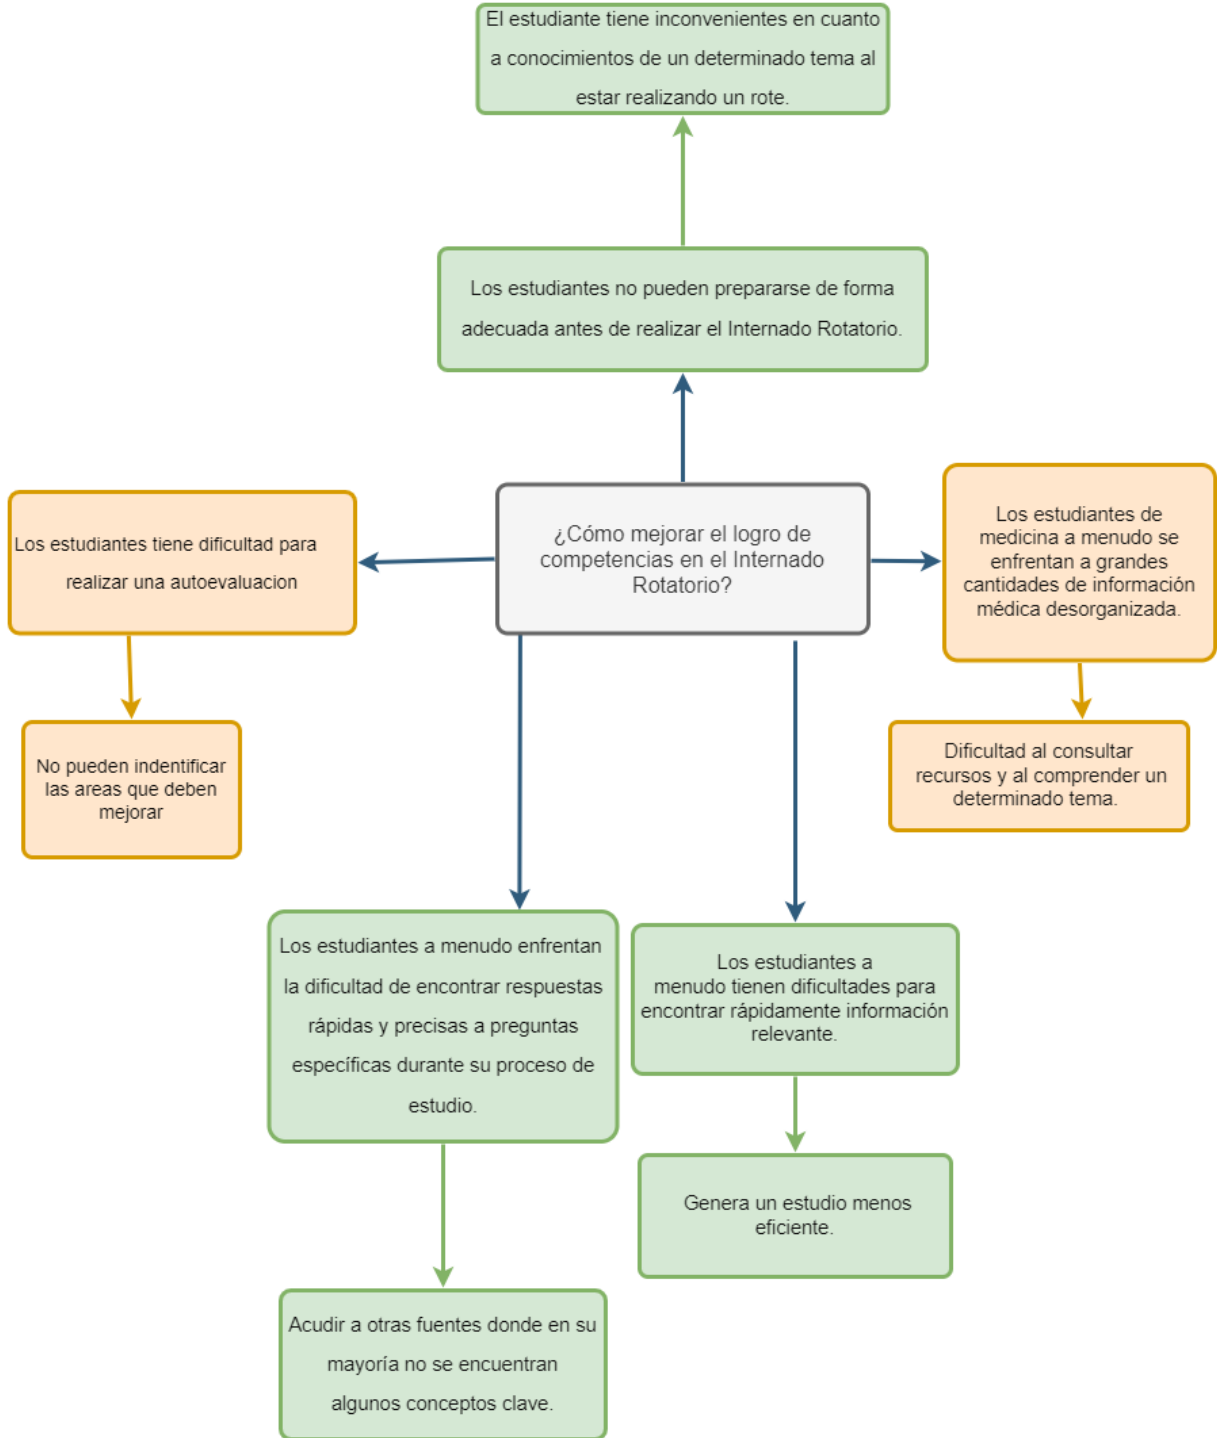 El estudiante tiene inconvenientes en cuanto
a conocimientos de un determinado tema al
estar realizando un rote.
Los estudiantes no pueden prepararse de forma
adecuada antes de realizar el Internado Rotatorio.
¿Cómo mejorar el logro de
competencias en el Internado
Rotatorio?
Los estudiantes tiene dificultad para
realizar una autoevaluacion
Los estudiantes de
medicina a menudo se
enfrentan a grandes
cantidades de información
médica desorganizada.
No pueden indentificar
las areas que deben
mejorar
Dificultad al consultar
recursos y al comprender un
determinado tema.
Los estudiantes a menudo enfrentan
la dificultad de encontrar respuestas
rápidas y precisas a preguntas
específicas durante su proceso de
estudio.
Los estudiantes a
menudo tienen dificultades para
encontrar rápidamente información
relevante.
Genera un estudio menos
eficiente.
Acudir a otras fuentes donde en su
mayoría no se encuentran
algunos conceptos clave.